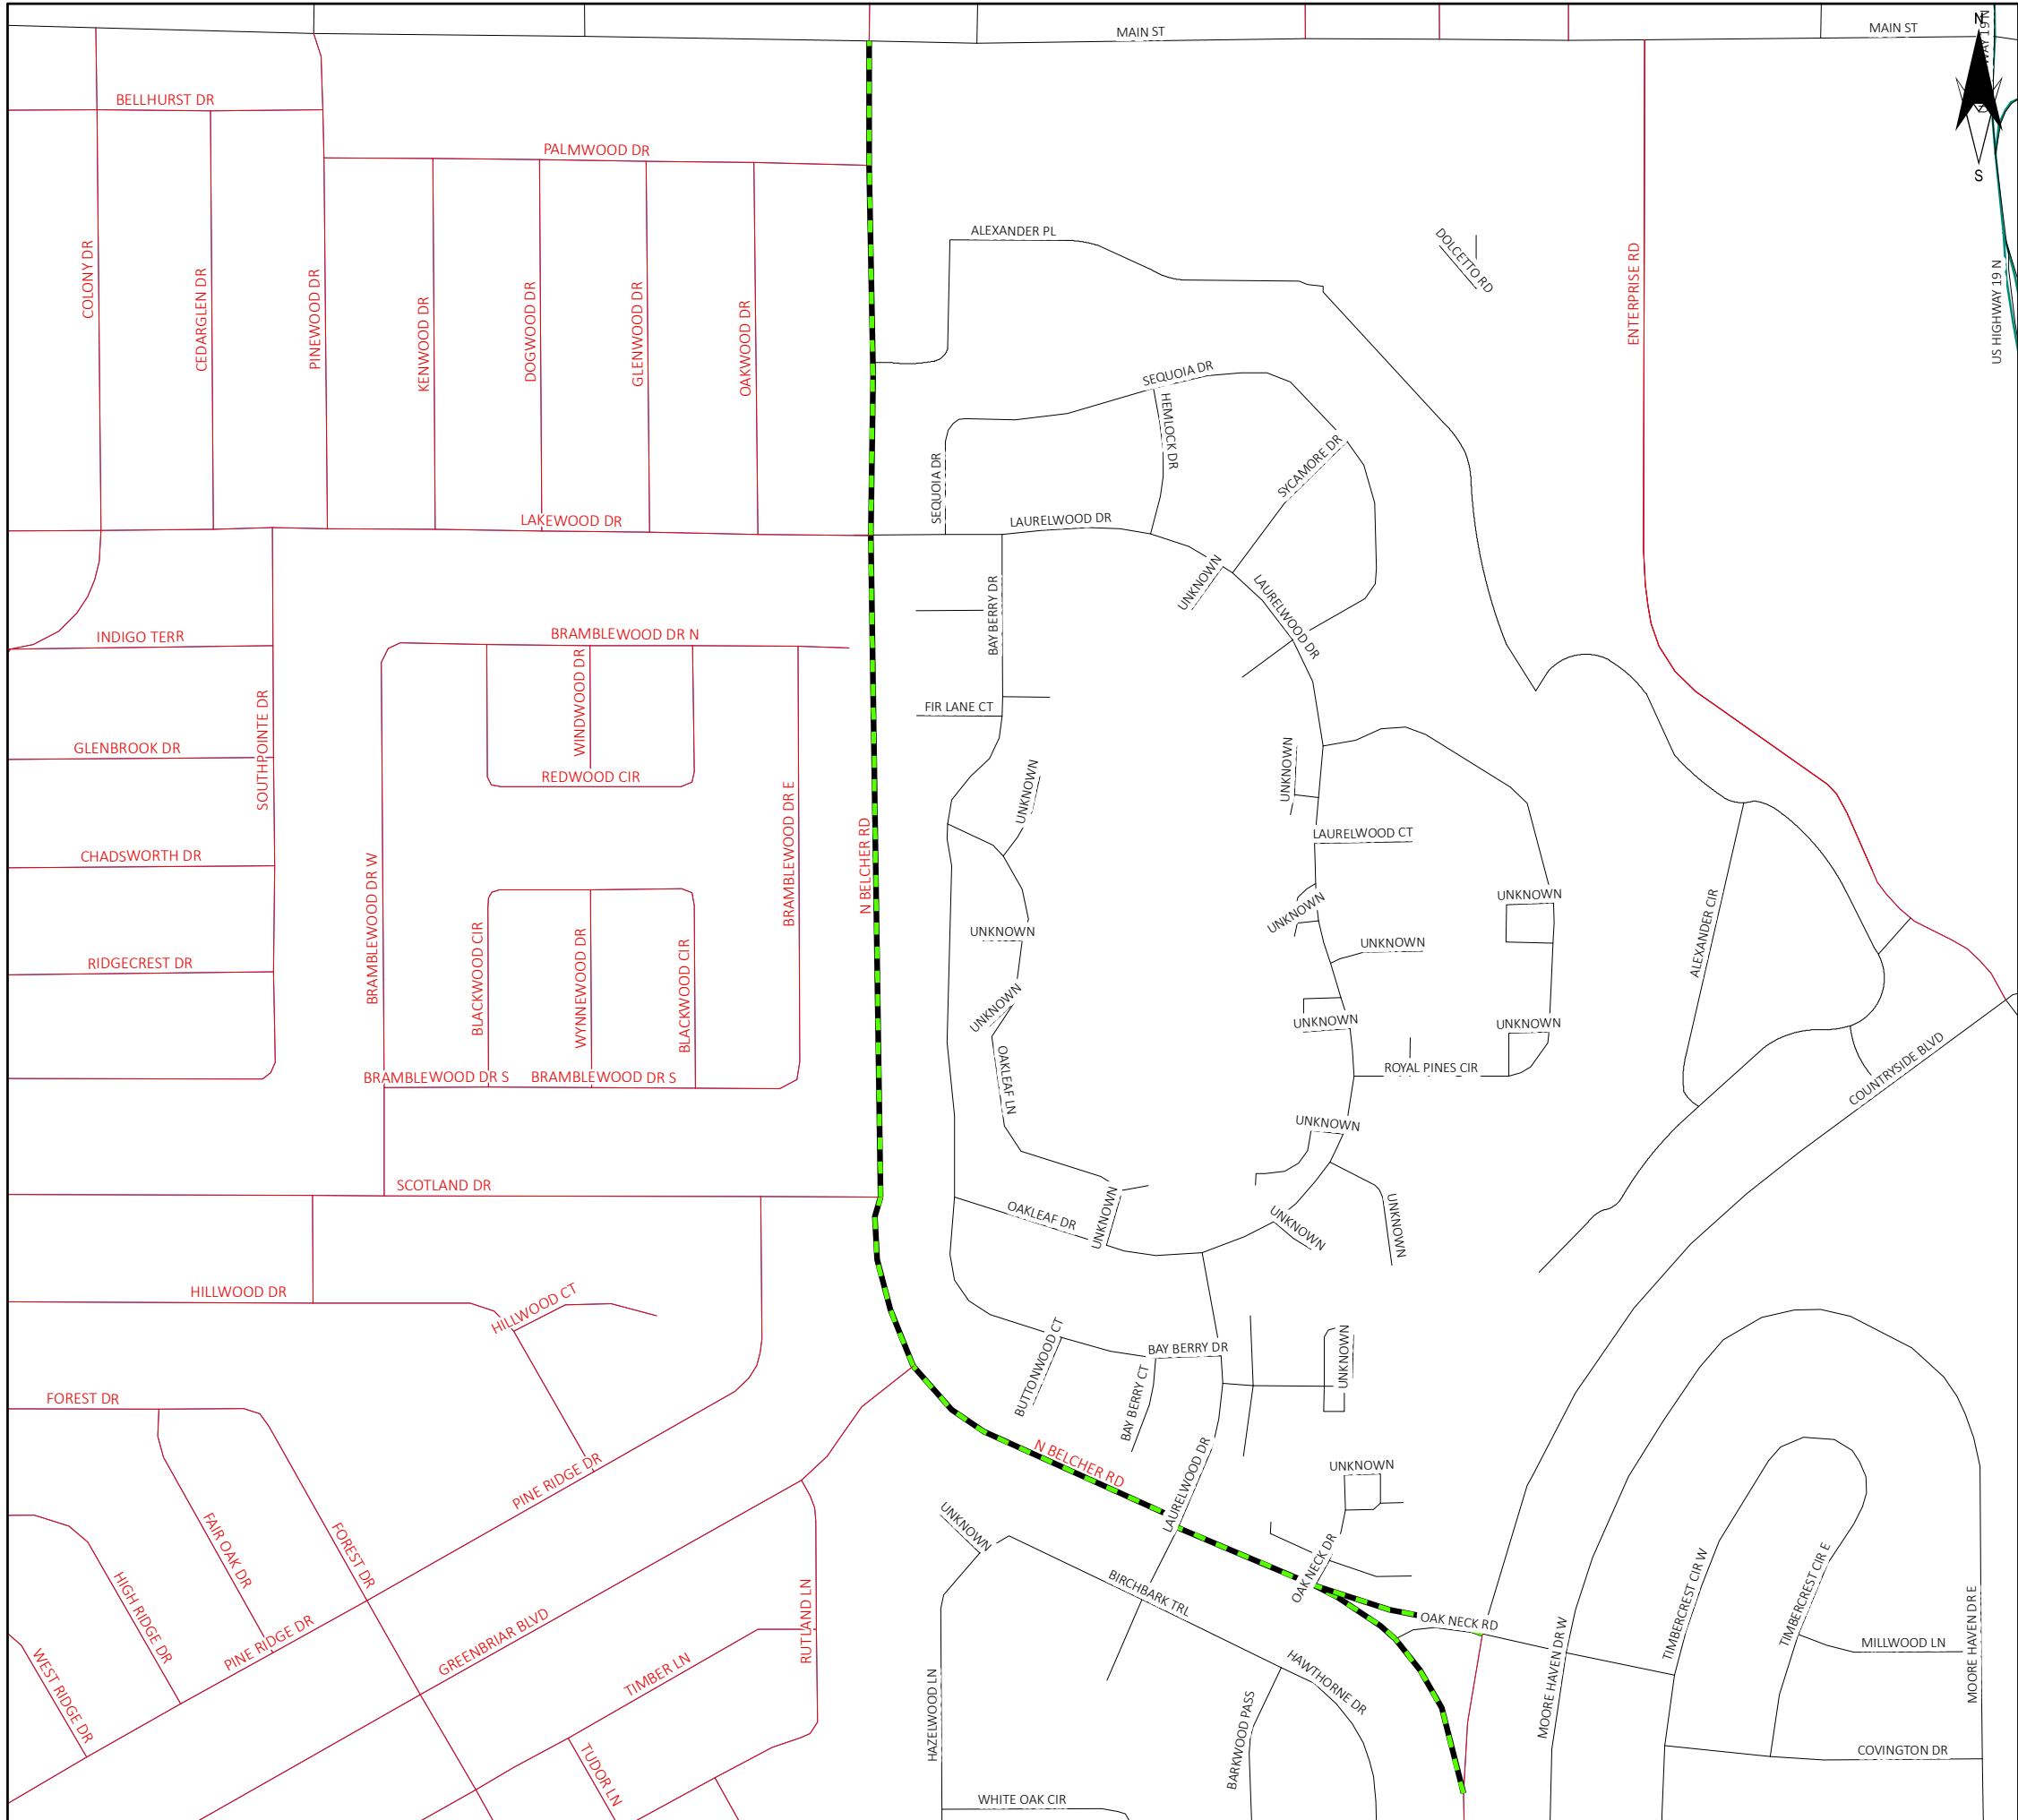 MAIN ST
MAIN ST
N
S
US HIGHWAY 19 N
BELLHURST DR
PALMWOOD DR
COLONY DR
CEDARGLEN DR
PINEWOOD DR
KENWOOD DR
DOGWOOD DR
GLENWOOD DR
OAKWOOD DR
ALEXANDER PL
DOLCETTO RD
ENTERPRISE RD
SEQUOIA DR
HEMLOCK DR
SYCAMORE DR
SEQUOIA DR
LAKEWOOD DR
LAURELWOOD DR
UNKNOWN
LAURELWOOD DR
BAY BERRY DR
INDIGO TERR
BRAMBLEWOOD DR N
WINDWOOD DR
FIR LANE CT
SOUTHPOINTE DR
GLENBROOK DR
REDWOOD CIR
UNKNOWN
UNKNOWN
LAURELWOOD CT
BRAMBLEWOOD DR E
N BELCHER RD
CHADSWORTH DR
BRAMBLEWOOD DR W
UNKNOWN
UNKNOWN
UNKNOWN
UNKNOWN
ALEXANDER CIR
RIDGECREST DR
BLACKWOOD CIR
WYNNEWOOD DR
BLACKWOOD CIR
UNKNOWN
UNKNOWN
UNKNOWN
OAKLEAF LN
ROYAL PINES CIR
COUNTRYSIDE BLVD
BRAMBLEWOOD DR S
BRAMBLEWOOD DR S
UNKNOWN
SCOTLAND DR
OAKLEAF DR
UNKNOWN
UNKNOWN
UNKNOWN
HILLWOOD DR
HILLWOOD CT
BUTTONWOOD CT
BAY BERRY DR
UNKNOWN
FOREST DR
BAY BERRY CT
N BELCHER RD
LAURELWOOD DR
UNKNOWN
PINE RIDGE DR
UNKNOWN
FAIR OAK DR
FOREST DR
HIGH RIDGE DR
OAK NECK DR
BIRCHBARK TRL
OAK NECK RD
TIMBERCREST CIR W
TIMBERCREST CIR E
MOORE HAVEN DR E
RUTLAND LN
PINE RIDGE DR
GREENBRIAR BLVD
MILLWOOD LN
WEST RIDGE DR
TIMBER LN
HAWTHORNE DR
MOORE HAVEN DR W
HAZELWOOD LN
BARKWOOD PASS
COVINGTON DR
TUDOR LN
WHITE OAK CIR